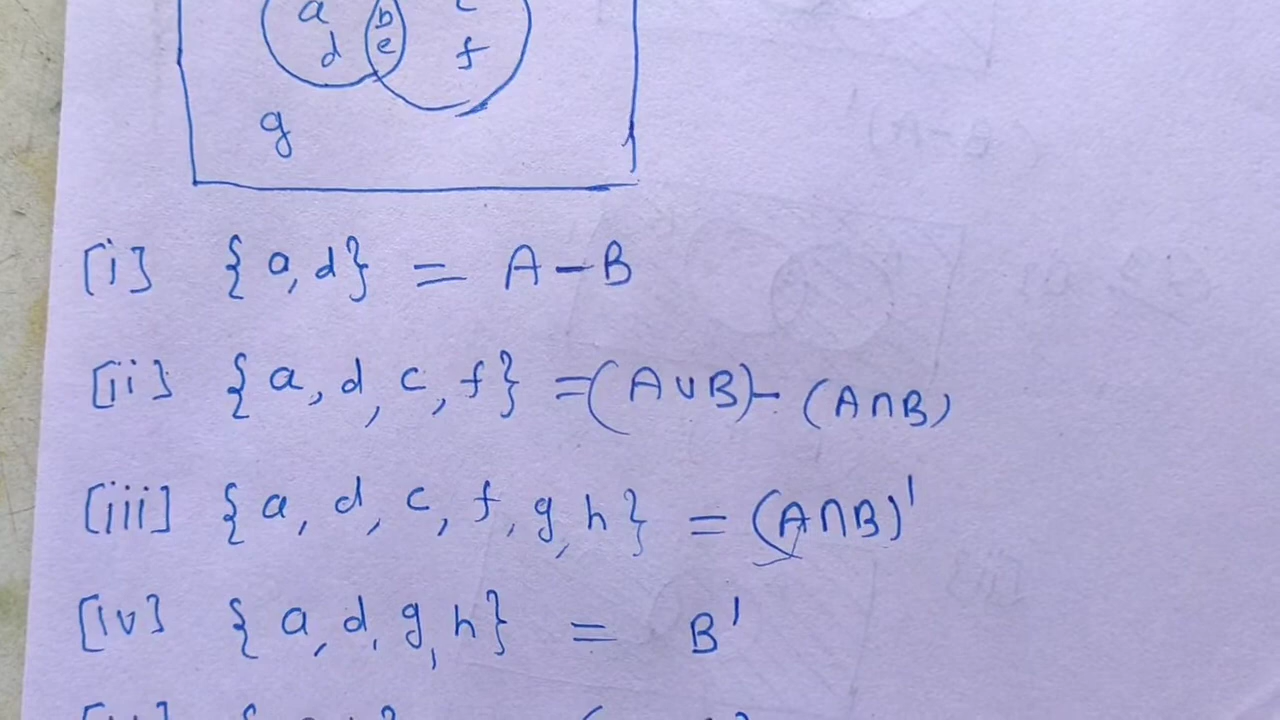 a b c
d e f
g
[i] {a,d} = A-B
[ii] {a,d,c,f} =(A∪B)-(A∩B)
[iii] {a,d,c,f,g,h} = (A∩B)'
[iv] {a,d,g,h} = B'